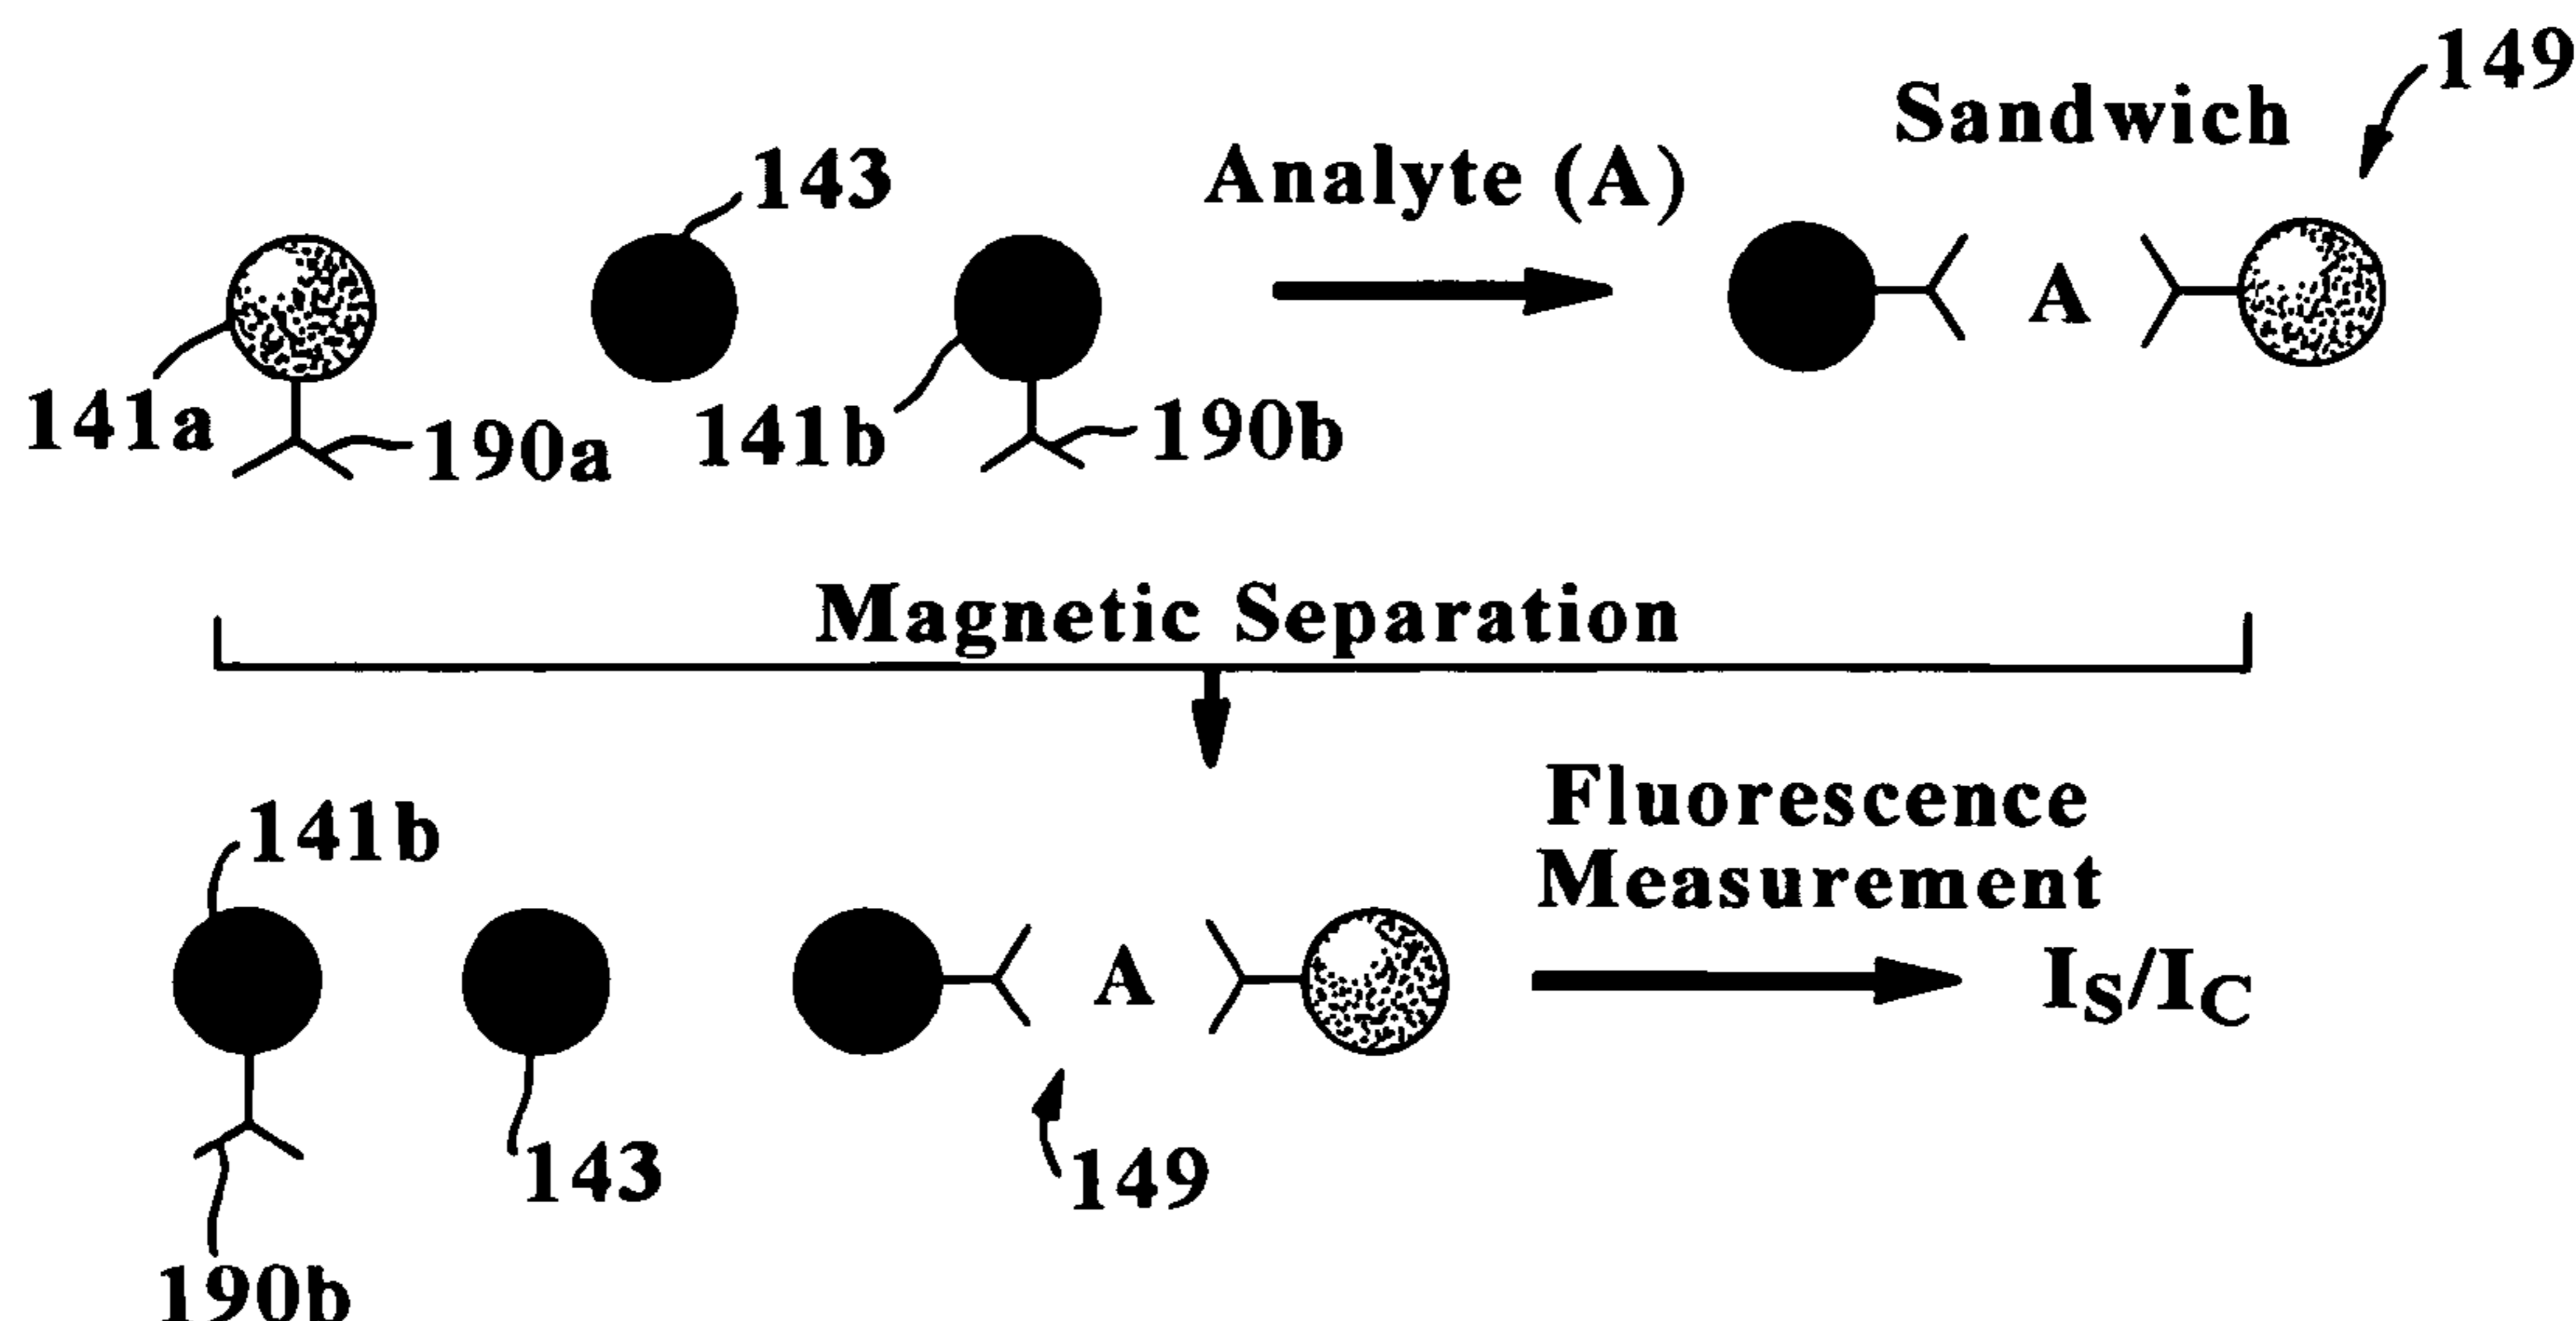 149
Sandwich
143
Analyte (A)
A
141a
190a
141b
190b
Magnetic Separation
Fluorescence
Measurement
141b
A
IS/IC
143
149
190b